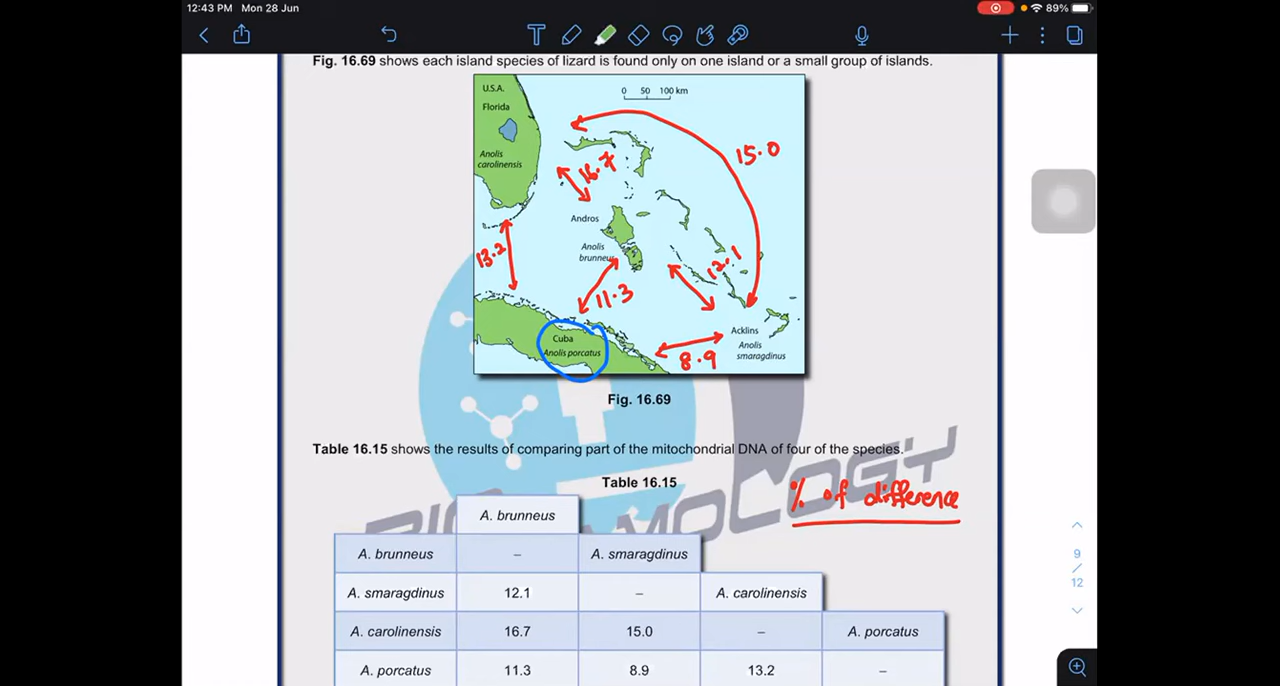 12:43 PM Mon 28 Jun
89%
Fig. 16.69 shows each island species of lizard is found only on one island or a small group of islands.
U.S.A.
Florida
0 50 100 km
Anolis
carolinensis
15.0
16.7
Andros
Anolis
brunneus
13.2
12.1
11.3
Cuba
Anolis porcatus
Acklins
Anolis
smaragdinus
8.9
Fig. 16.69
Table 16.15 shows the results of comparing part of the mitochondrial DNA of four of the species.
Table 16.15
% of difference
A. brunneus
A. brunneus – A. smaragdinus
A. smaragdinus 12.1 – A. carolinensis
A. carolinensis 16.7 15.0 – A. porcatus
A. porcatus 11.3 8.9 13.2 –
9
/
12